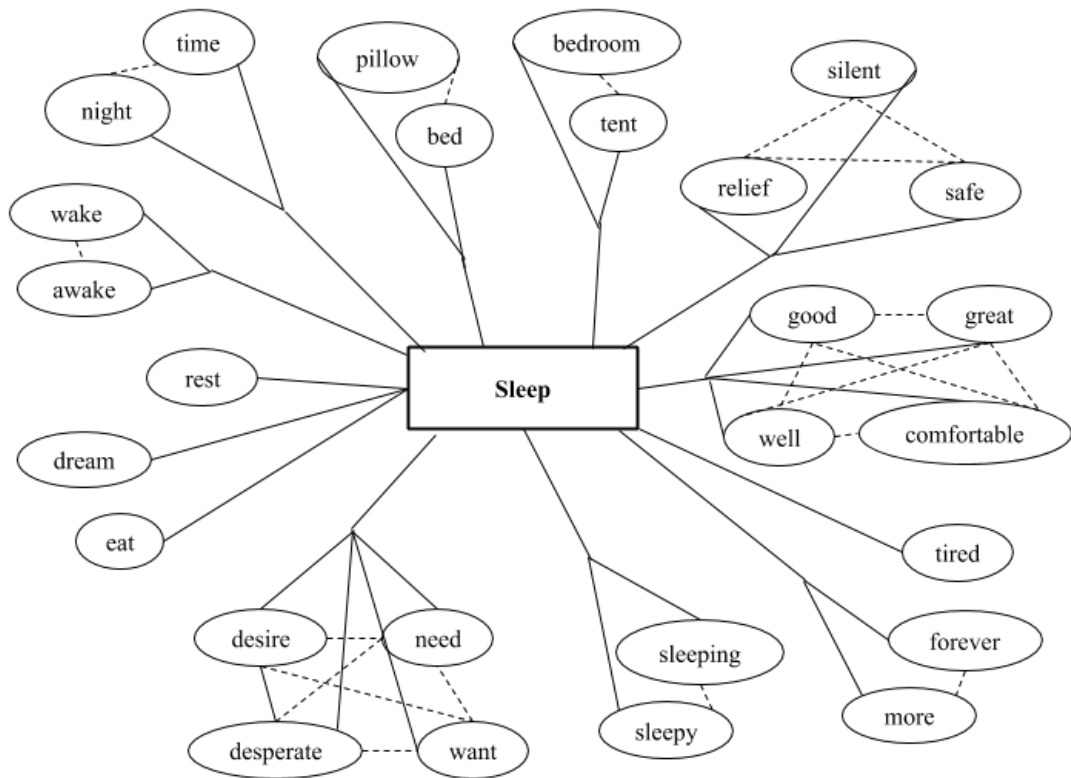 time
pillow
bedroom
silent
night
bed
tent
relief
safe
wake
awake
good
great
rest
Sleep
well
comfortable
dream
eat
tired
desire
need
sleeping
forever
desperate
want
sleepy
more